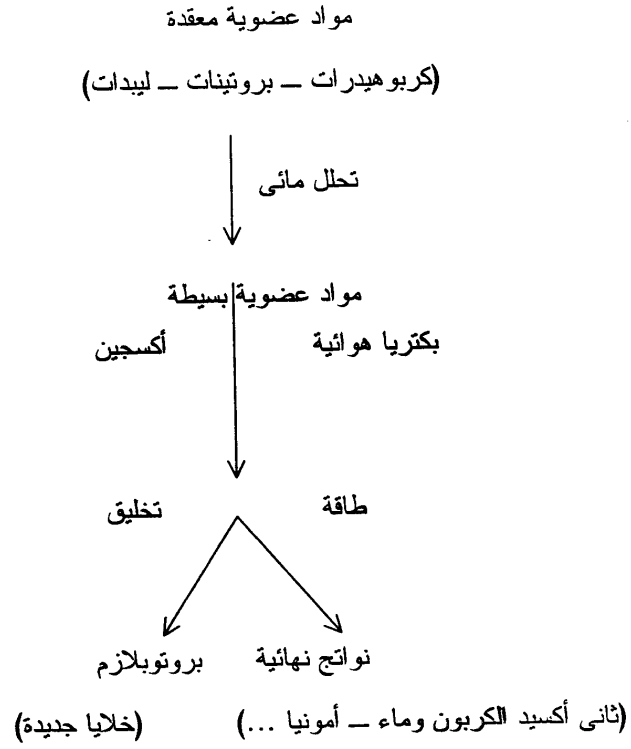 مواد عضوية معقدة
(كربوهيدرات – بروتينات – ليبدات)
تحلل مائى
مواد عضوية بسيطة
بكتريا هوائية أكسجين
طاقة تخليق
نواتج نهائية بروتوبلازم
(ثانى أكسيد الكربون وماء – أمونيا ...) (خلايا جديدة)